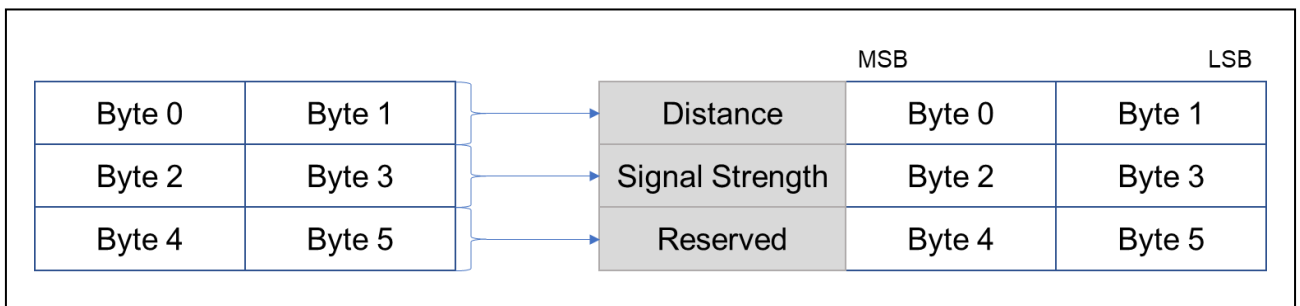 MSB LSB
Byte 0 Byte 1 Distance Byte 0 Byte 1
Byte 2 Byte 3 Signal Strength Byte 2 Byte 3
Byte 4 Byte 5 Reserved Byte 4 Byte 5